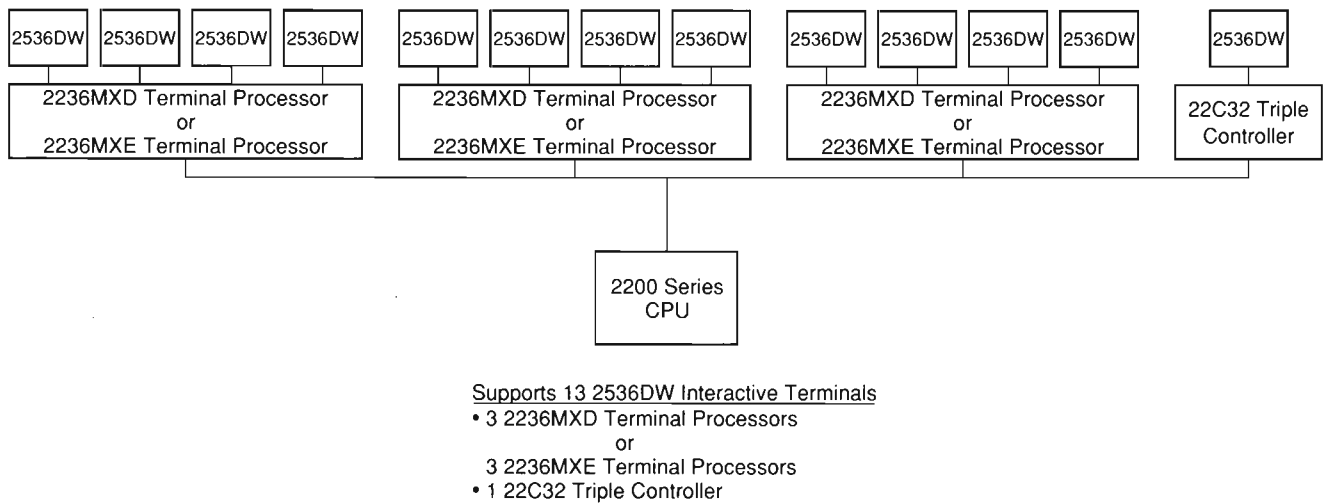 2536DW 2536DW 2536DW 2536DW 2536DW 2536DW 2536DW 2536DW 2536DW 2536DW 2536DW 2536DW 2536DW
2236MXD Terminal Processor
or
2236MXE Terminal Processor
2236MXD Terminal Processor
or
2236MXE Terminal Processor
2236MXD Terminal Processor
or
2236MXE Terminal Processor
22C32 Triple
Controller
2200 Series
CPU
Supports 13 2536DW Interactive Terminals
• 3 2236MXD Terminal Processors
or
3 2236MXE Terminal Processors
• 1 22C32 Triple Controller